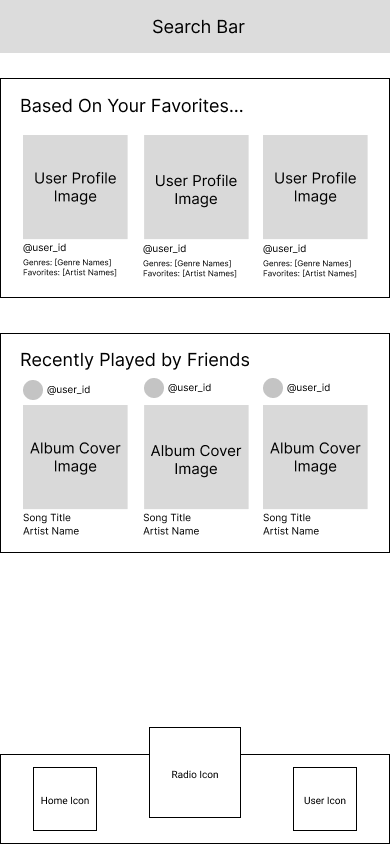 Search Bar
Based On Your Favorites...
User Profile
Image
User Profile
Image
User Profile
Image
@user_id
Genres: [Genre Names]
Favorites: [Artist Names]
@user_id
Genres: [Genre Names]
Favorites: [Artist Names]
@user_id
Genres: [Genre Names]
Favorites: [Artist Names]
Recently Played by Friends
@user_id
@user_id
@user_id
Album Cover
Image
Album Cover
Image
Album Cover
Image
Song Title
Artist Name
Song Title
Artist Name
Song Title
Artist Name
Home Icon
Radio Icon
User Icon